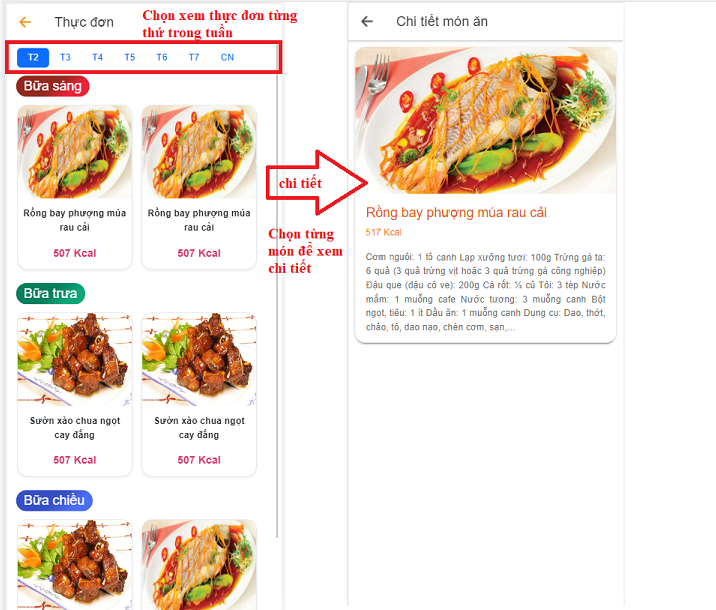 Thực đơn
Chọn xem thực đơn từng
thứ trong tuần
T2 T3 T4 T5 T6 T7 CN
Bữa sáng
Rồng bay phượng múa
rau cải
507 Kcal
Rồng bay phượng múa
rau cải
507 Kcal
Bữa trưa
Sườn xào chua ngọt
cay đắng
507 Kcal
Sườn xào chua ngọt
cay đắng
507 Kcal
Bữa chiều
chi tiết
Chọn từng
món để xem
chi tiết
Chi tiết món ăn
Rồng bay phượng múa rau cải
517 Kcal
Cơm nguội: 1 tô canh Lạp xưởng tươi: 100g Trứng gà ta:
6 quả (3 quả trứng vịt hoặc 3 quả trứng gà công nghiệp)
Đậu que (đậu cô ve): 200g Cà rốt: ½ củ Tỏi: 3 tép Nước
mắm: 1 muỗng cafe Nước tương: 3 muỗng canh Bột
ngọt, tiêu: 1 ít Dầu ăn: 1 muỗng canh Dụng cụ: Dao, thớt,
chảo, tô, dao nạo, chén cơm, sạn,...